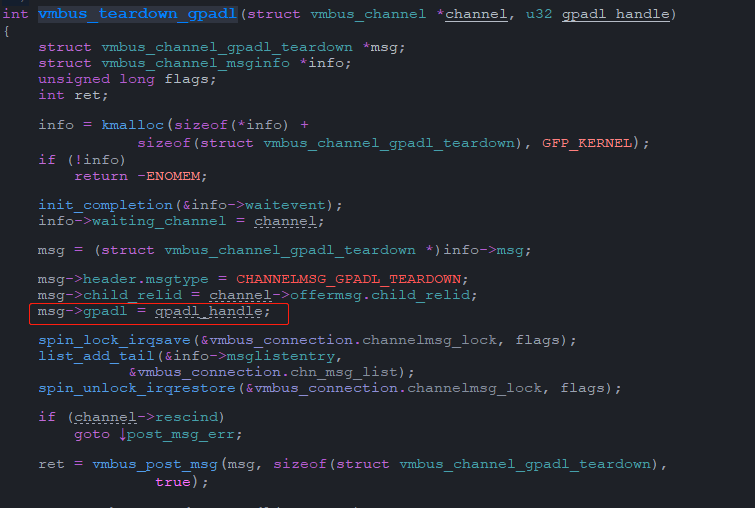 int vmbus_teardown_gpadl(struct vmbus_channel *channel, u32 gpadl_handle)
{
struct vmbus_channel_gpadl_teardown *msg;
struct vmbus_channel_msginfo *info;
unsigned long flags;
int ret;
info = kmalloc(sizeof(*info) +
sizeof(struct vmbus_channel_gpadl_teardown), GFP_KERNEL);
if (!info)
return -ENOMEM;
init_completion(&info->waitevent);
info->waiting_channel = channel;
msg = (struct vmbus_channel_gpadl_teardown *)info->msg;
msg->header.msgtype = CHANNELMSG_GPADL_TEARDOWN;
msg->child_relid = channel->offermsg.child_relid;
msg->gpadl = gpadl_handle;
spin_lock_irqsave(&vmbus_connection.channelmsg_lock, flags);
list_add_tail(&info->msglistentry,
&vmbus_connection.chn_msg_list);
spin_unlock_irqrestore(&vmbus_connection.channelmsg_lock, flags);
if (channel->rescind)
goto ↓post_msg_err;
ret = vmbus_post_msg(msg, sizeof(struct vmbus_channel_gpadl_teardown),
true);